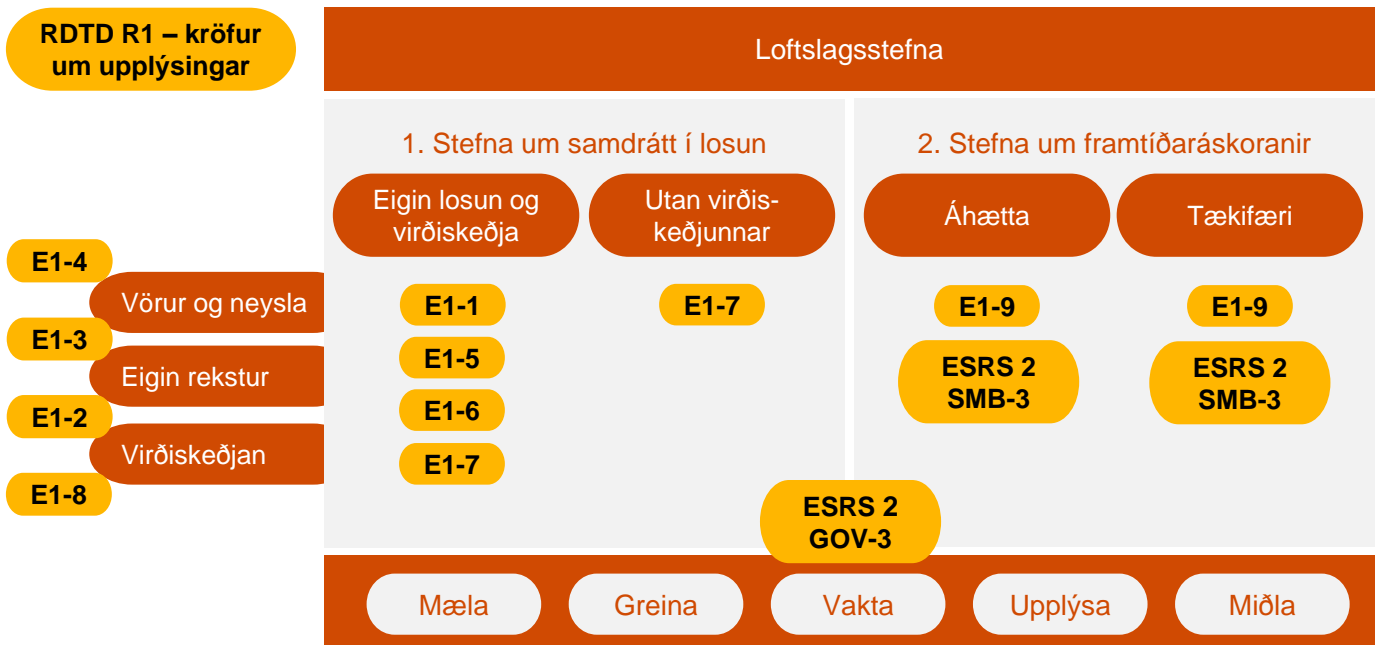 RDTD R1 – kröfur
um upplýsingar
Loftslagsstefna
1. Stefna um samdrátt í losun
2. Stefna um framtíðaráskoranir
Eigin losun og
virðiskeðja
Utan virðis-
keðjunnar
Áhætta
Tækifæri
E1-4
Vörur og neysla
E1-3
Eigin rekstur
E1-2
Virðiskeðjan
E1-8
E1-1
E1-5
E1-6
E1-7
E1-7
E1-9
ESRS 2
SMB-3
E1-9
ESRS 2
SMB-3
ESRS 2
GOV-3
Mæla
Greina
Vakta
Upplýsa
Miðla